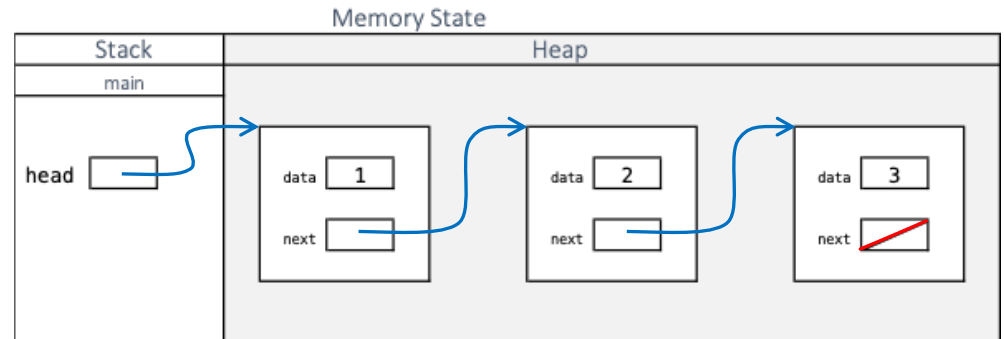 Memory State
Stack Heap
main
head
data 1 data 2 data 3
next next next